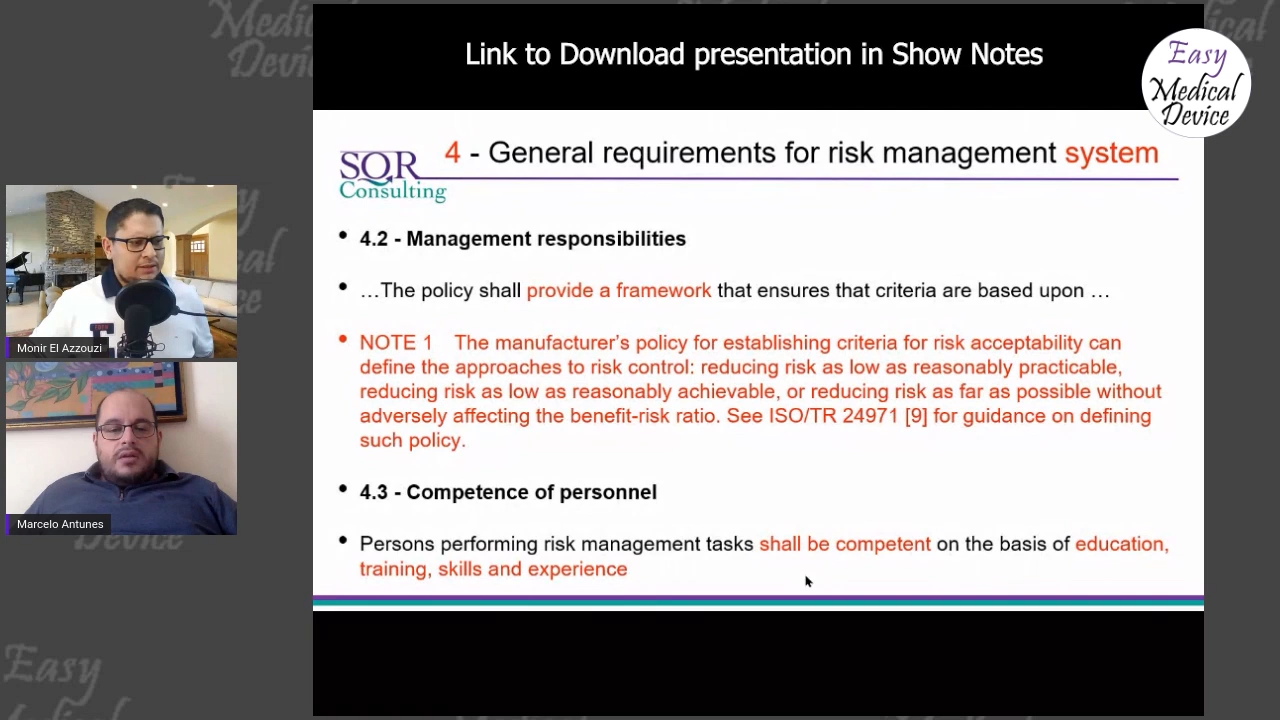 Link to Download presentation in Show Notes
Easy
Medical
Device
SQR
Consulting
4 - General requirements for risk management system
• 4.2 - Management responsibilities
• …The policy shall provide a framework that ensures that criteria are based upon …
• NOTE 1 The manufacturer's policy for establishing criteria for risk acceptability can
define the approaches to risk control: reducing risk as low as reasonably practicable,
reducing risk as low as reasonably achievable, or reducing risk as far as possible without
adversely affecting the benefit-risk ratio. See ISO/TR 24971 [9] for guidance on defining
such policy.
• 4.3 - Competence of personnel
• Persons performing risk management tasks shall be competent on the basis of education,
training, skills and experience
Monir El Azzouzi
Marcelo Antunes
Easy
Medical
Device